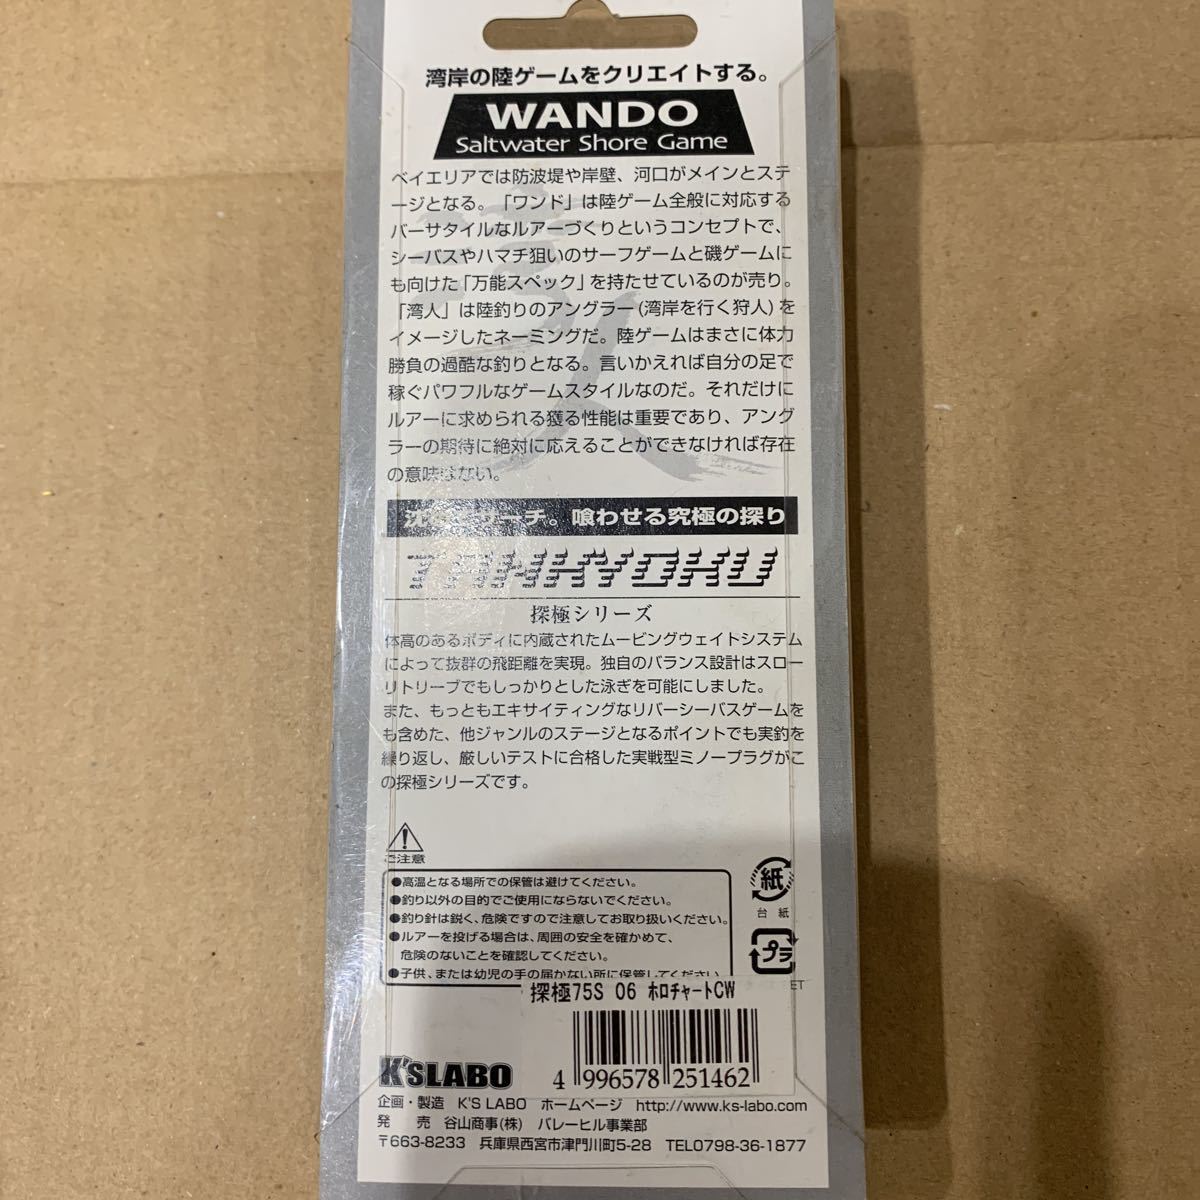 湾岸の陸ゲームをクリエイトする。
WANDO
Saltwater Shore Game
ベイエリアでは防波堤や岸壁、河口がメインとステ
ージとなる。「ワンド」は陸ゲーム全般に対応する
バーサタイルなルアーづくりというコンセプトで、
シーバスやハマチ狙いのサーフゲームと磯ゲームに
も向けた「万能スペック」を持たせているのが売り。
「湾人」は陸釣りのアングラー(湾岸を行く狩人)を
イメージしたネーミングだ。陸ゲームはまさに体力
勝負の過酷な釣りとなる。言いかえれば自分の足で
稼ぐパワフルなゲームスタイルなのだ。それだけに
ルアーに求められる獲る性能は重要であり、アング
ラーの期待に絶対に応えることができなければ存在
の意味はない。
サーチ。喰わせる究極の探り
TANKYOKU
探極シリーズ
体高のあるボディに内蔵されたムービングウェイトシステム
によって抜群の飛距離を実現。独自のバランス設計はスロー
リトリーブでもしっかりとした泳ぎを可能にしました。
また、もっともエキサイティングなリバーシーバスゲームを
も含めた、他ジャンルのステージとなるポイントでも実釣を
繰り返し、厳しいテストに合格した実戦型ミノープラグがこ
の探極シリーズです。
ご注意
●高温となる場所での保管は避けてください。
●釣り以外の目的でご使用にならないでください。
●釣り針は鋭く、危険ですので注意してお取り扱いください。
●ルアーを投げる場合は、周囲の安全を確かめて、
危険のないことを確認してください。
●子供、または幼児の手の届かない所に保管してください。
紙
台紙
プラ
ET
探極75S 06 ホロチャートCW
4 996578 251462
K'SLABO
企画・製造 K'S LABO ホームページ http://www.ks-labo.com
発 売 谷山商事(株) バレーヒル事業部
〒663-8233 兵庫県西宮市津門川町5-28 TEL0798-36-1877